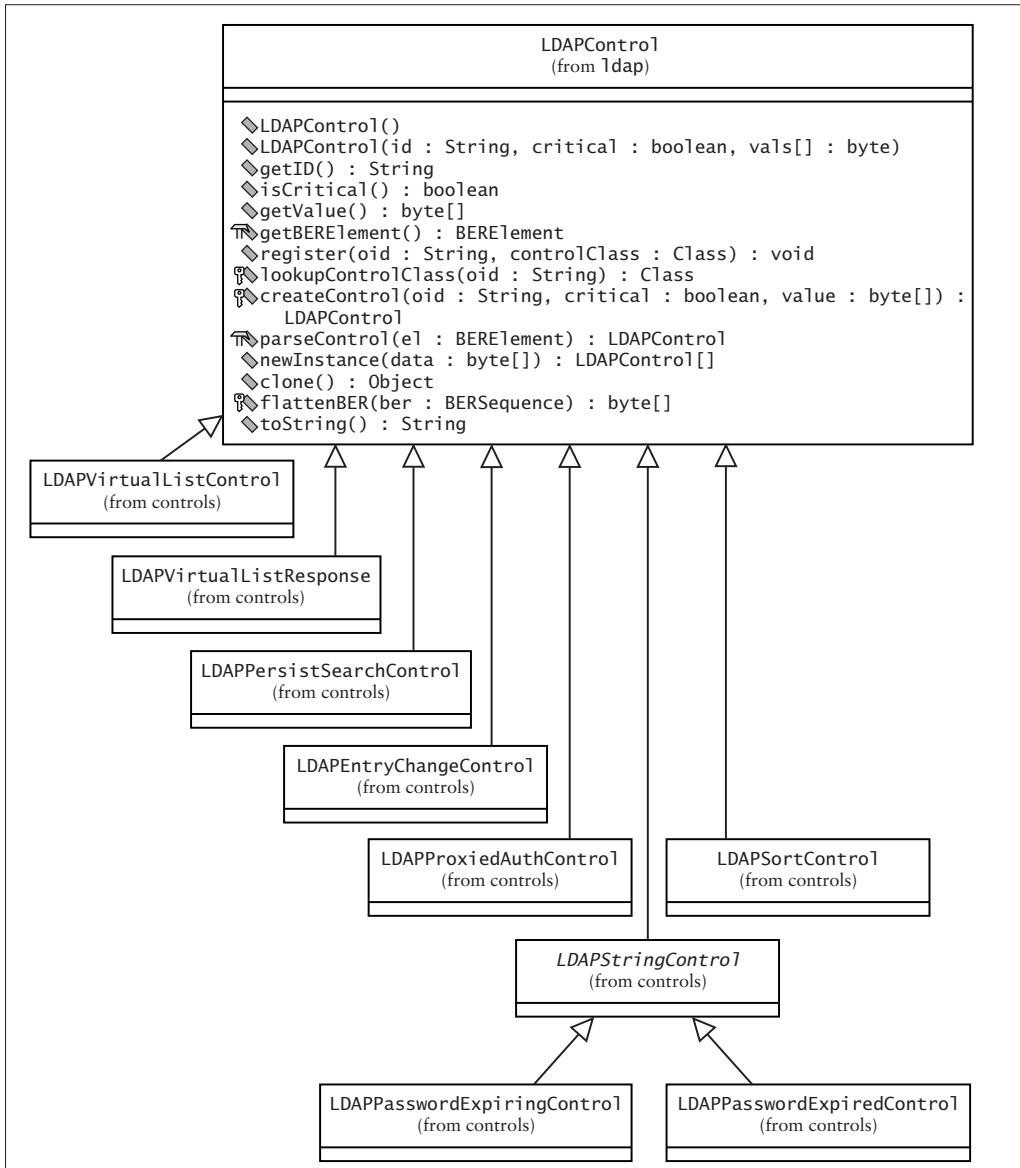 LDAPControl
(from ldap)
LDAPControl()
LDAPControl(id : String, critical : boolean, vals[] : byte)
getID() : String
isCritical() : boolean
getValue() : byte[]
getBERElement() : BERElement
register(oid : String, controlClass : Class) : void
lookupControlClass(oid : String) : Class
createControl(oid : String, critical : boolean, value : byte[]) :
LDAPControl
parseControl(el : BERElement) : LDAPControl
newInstance(data : byte[]) : LDAPControl[]
clone() : Object
flattenBER(ber : BERSequence) : byte[]
toString() : String
LDAPVirtualListControl
(from controls)
LDAPVirtualListResponse
(from controls)
LDAPPersistSearchControl
(from controls)
LDAPEntryChangeControl
(from controls)
LDAPProxiedAuthControl
(from controls)
LDAPSortControl
(from controls)
LDAPStringControl
(from controls)
LDAPPasswordExpiringControl
(from controls)
LDAPPasswordExpiredControl
(from controls)